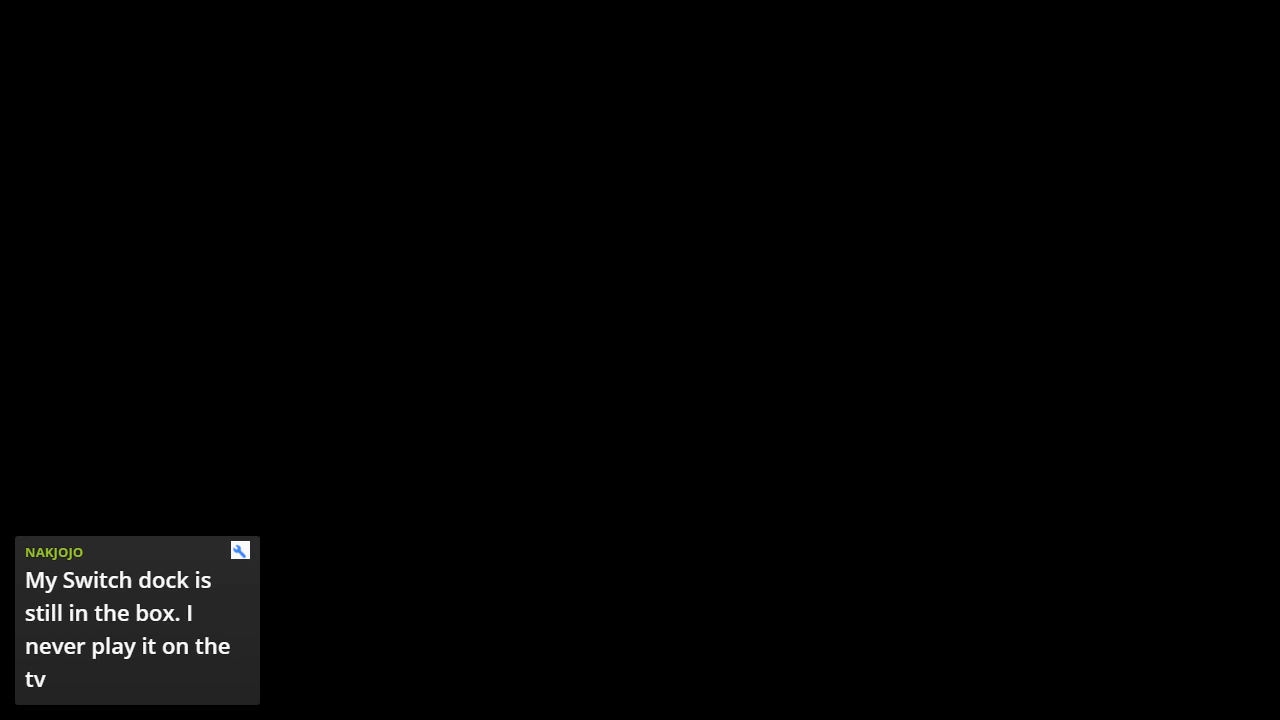 NAKJOJO
My Switch dock is
still in the box. I
never play it on the
tv